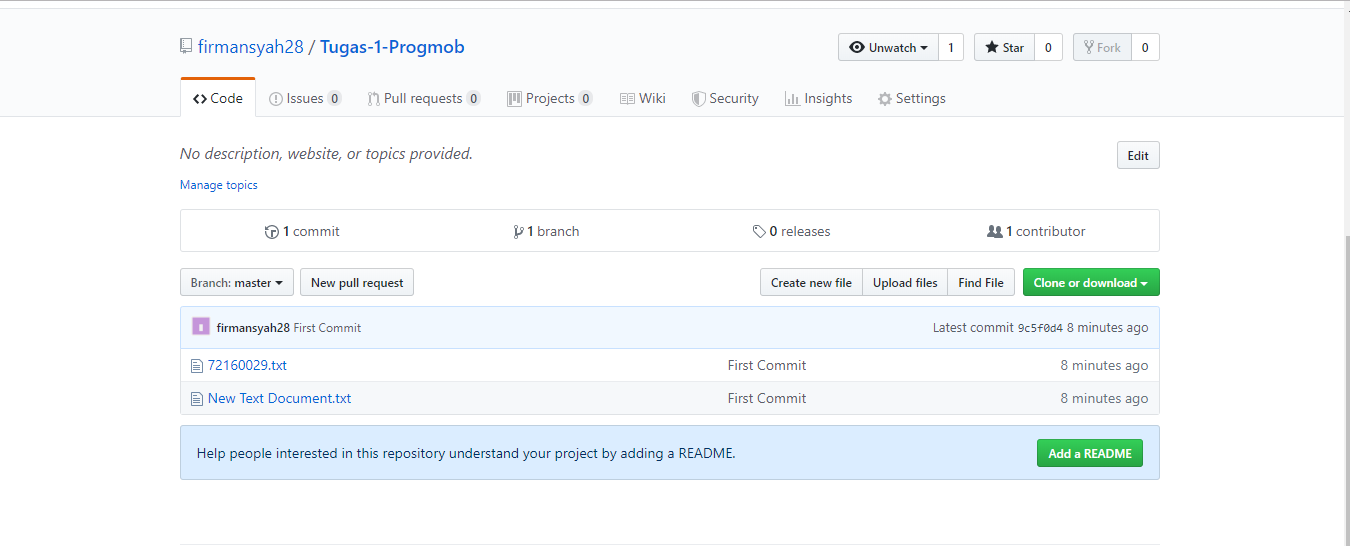 firmansyah28 / Tugas-1-Progmob
Unwatch 1 Star 0 Fork 0
Code Issues 0 Pull requests 0 Projects 0 Wiki Security Insights Settings
No description, website, or topics provided. Edit
Manage topics
1 commit 1 branch 0 releases 1 contributor
Branch: master New pull request Create new file Upload files Find File Clone or download
firmansyah28 First Commit Latest commit 9c5f0d4 8 minutes ago
72160029.txt First Commit 8 minutes ago
New Text Document.txt First Commit 8 minutes ago
Help people interested in this repository understand your project by adding a README. Add a README